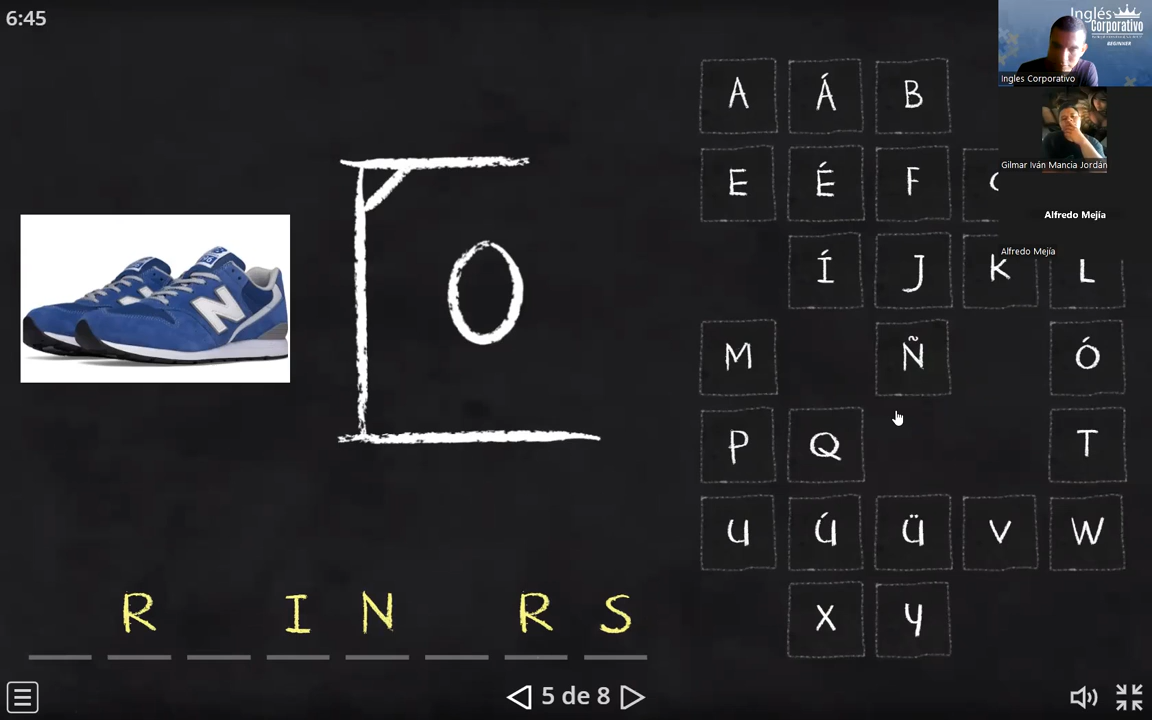 6:45
Inglés
Corporativo
BEGINNER
Ingles Corporativo
A Á B
Gilmar Iván Mancia Jordán
E É F
Alfredo Mejía
Alfredo Mejía
Í J K L
N
M Ñ Ó
P Q T
U Ú Ü V W
R I N R S
X Y
5 de 8